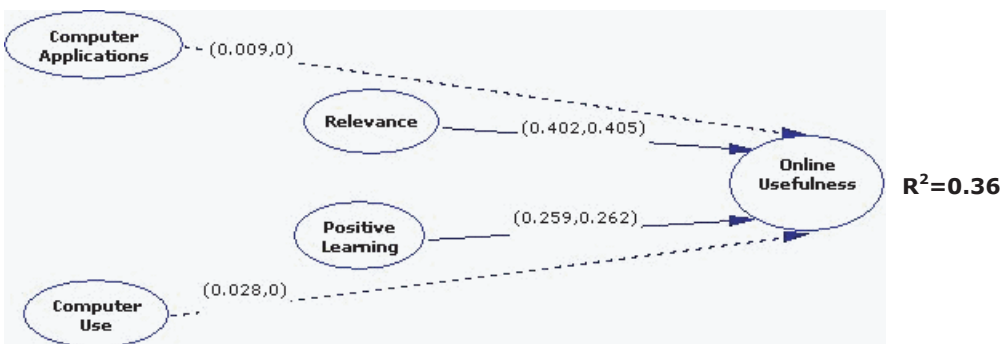 Computer
Applications
(0.009,0)
Relevance
(0.402,0.405)
Online
Usefulness
R²=0.36
Positive
Learning
(0.259,0.262)
Computer
Use
(0.028,0)